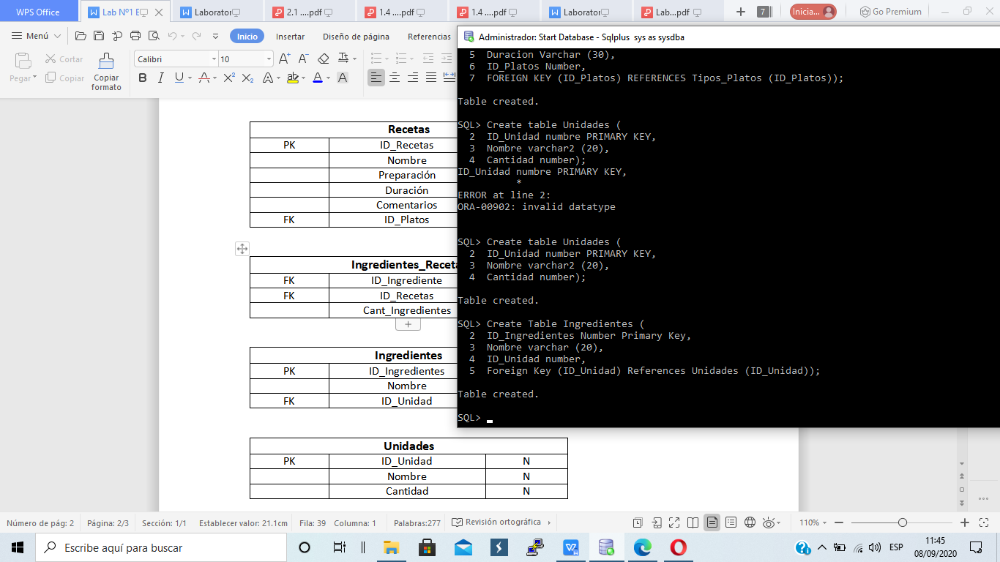 WPS Office
Lab Nº1 E
Laborator
2.1 ....pdf
1.4 ....pdf
1.4 ....pdf
Laborator
Lab...pdf
7
Inicia...
Go Premium
Menú
Inicio
Insertar
Diseño de página
Referencias
Pegar
Cortar
Copiar
Copiar formato
Calibri
10
Administrador: Start Database - Sqlplus sys as sysdba
5 Duracion Varchar (30),
6 ID_Platos Number,
7 FOREIGN KEY (ID_Platos) REFERENCES Tipos_Platos (ID_Platos));
Table created.
SQL> Create table Unidades (
2 ID_Unidad numbre PRIMARY KEY,
3 Nombre varchar2 (20),
4 Cantidad number);
ID_Unidad numbre PRIMARY KEY,
*
ERROR at line 2:
ORA-00902: invalid datatype
SQL> Create table Unidades (
2 ID_Unidad number PRIMARY KEY,
3 Nombre varchar2 (20),
4 Cantidad number);
Table created.
SQL> Create Table Ingredientes (
2 ID_Ingredientes Number Primary Key,
3 Nombre varchar (20),
4 ID_Unidad number,
5 Foreign Key (ID_Unidad) References Unidades (ID_Unidad));
Table created.
SQL>
Recetas
PK ID_Recetas
Nombre
Preparación
Duración
Comentarios
FK ID_Platos
Ingredientes_Receta
FK ID_Ingrediente
FK ID_Recetas
Cant_Ingredientes
Ingredientes
PK ID_Ingredientes
Nombre
FK ID_Unidad
Unidades
PK ID_Unidad N
Nombre N
Cantidad N
Número de pág: 2
Página: 2/3
Sección: 1/1
Establecer valor: 21.1cm
Fila: 39
Columna: 1
Palabras:277
Revisión ortográfica
110%
Escribe aquí para buscar
ESP
11:45
08/09/2020